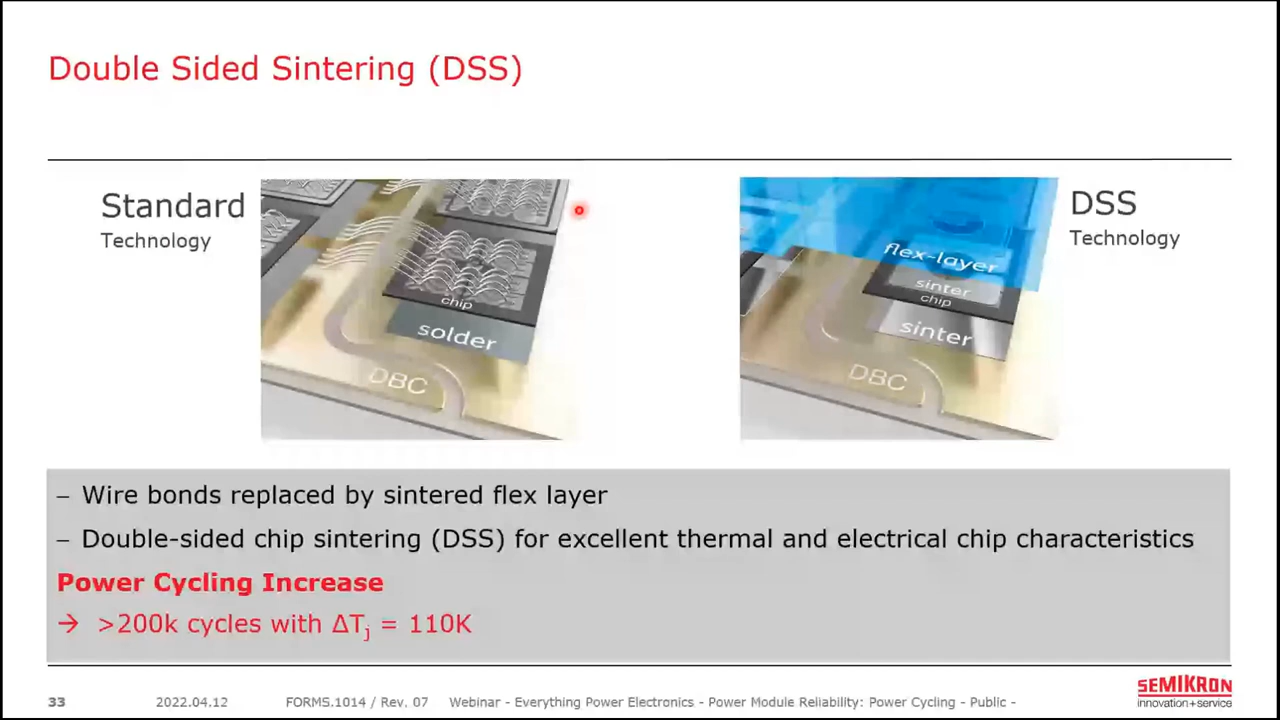 Double Sided Sintering (DSS)
Standard
Technology
chip
solder
DBC
flex-layer
sinter
chip
sinter
DBC
DSS
Technology
– Wire bonds replaced by sintered flex layer
– Double-sided chip sintering (DSS) for excellent thermal and electrical chip characteristics
Power Cycling Increase
→ >200k cycles with ΔTj = 110K
33 2022.04.12 FORMS.1014 / Rev. 07 Webinar - Everything Power Electronics - Power Module Reliability: Power Cycling - Public -
SEMIKRON
innovation+service